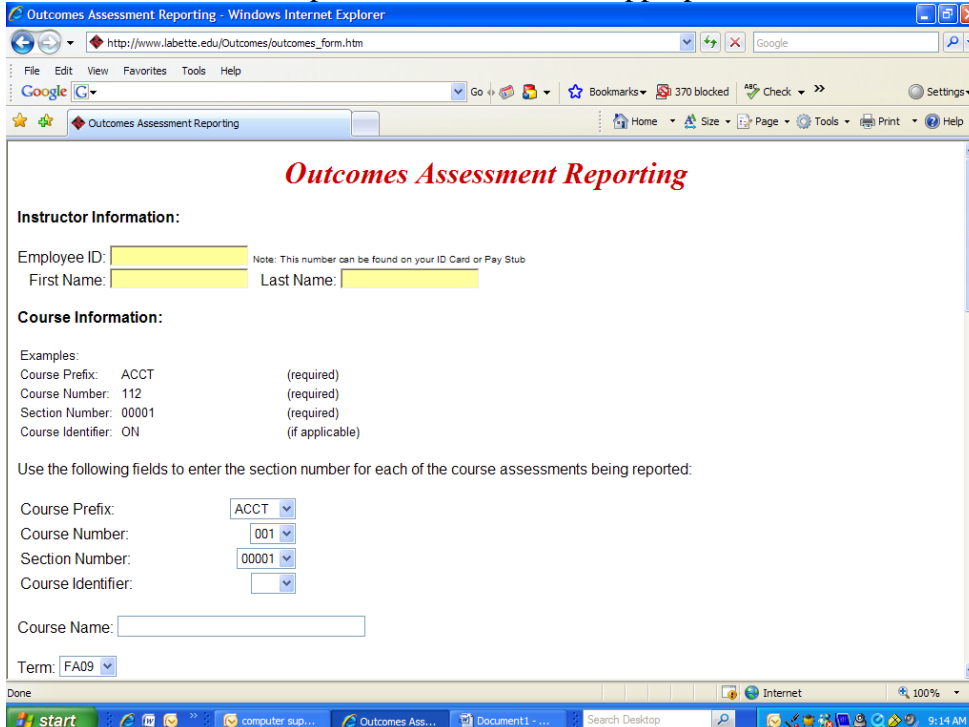 Outcomes Assessment Reporting - Windows Internet Explorer
http://www.labette.edu/Outcomes/outcomes_form.htm
Google
File Edit View Favorites Tools Help
Google G Go Bookmarks 370 blocked Check Settings
Outcomes Assessment Reporting Home Size Page Tools Print Help
Outcomes Assessment Reporting
Instructor Information:
Employee ID: Note: This number can be found on your ID Card or Pay Stub
First Name: Last Name:
Course Information:
Examples:
Course Prefix: ACCT (required)
Course Number: 112 (required)
Section Number: 00001 (required)
Course Identifier: ON (if applicable)
Use the following fields to enter the section number for each of the course assessments being reported:
Course Prefix: ACCT
Course Number: 001
Section Number: 00001
Course Identifier:
Course Name:
Term: FA09
Done Internet 100%
start computer sup... Outcomes Ass... Document1 - ... Search Desktop 9:14 AM